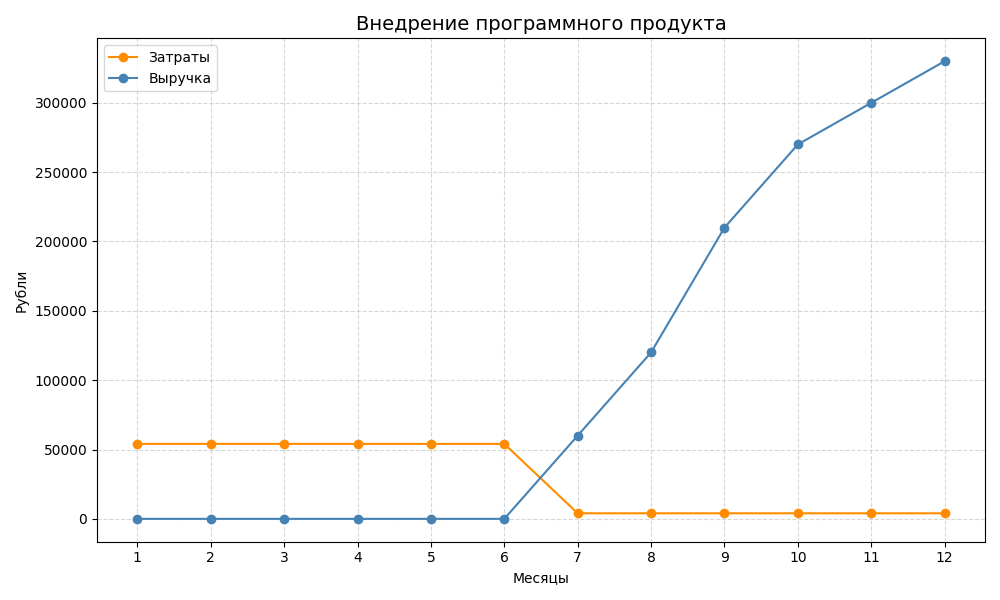 Внедрение программного продукта
Затраты
Выручка
Рубли
300000
250000
200000
150000
100000
50000
0
1 2 3 4 5 6 7 8 9 10 11 12
Месяцы